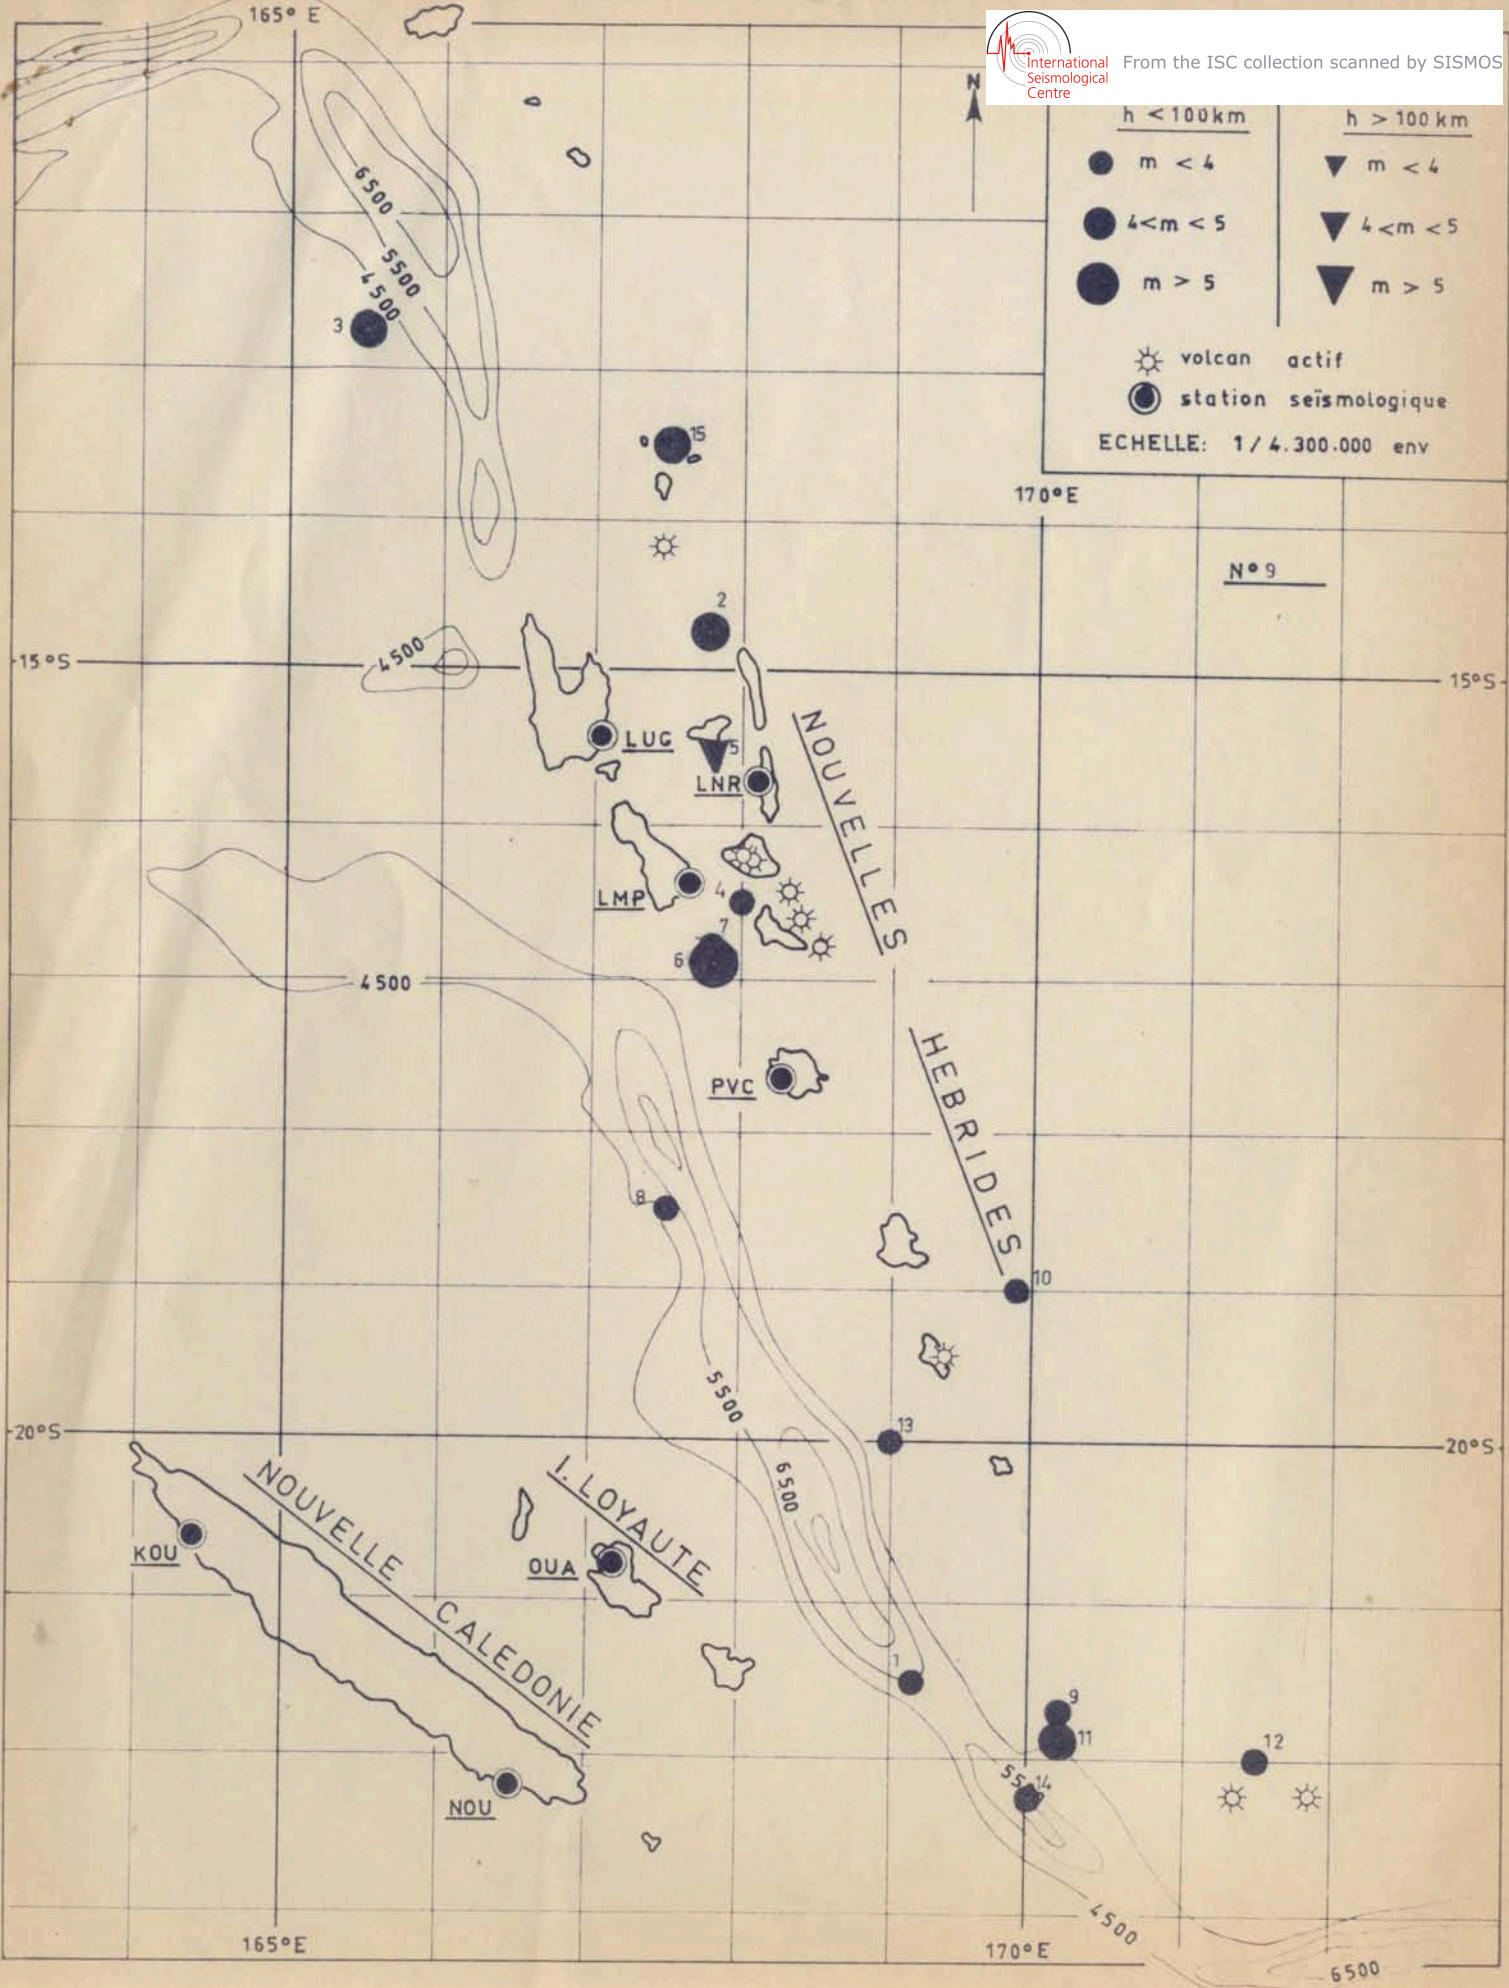 165° E
International
Seismological
Centre
From the ISC collection scanned by SISMOS
N
h < 100 km
h > 100 km
m < 4
m < 4
4 < m < 5
4 < m < 5
m > 5
m > 5
volcan actif
station seïsmologique
ECHELLE: 1 / 4.300.000 env
6500
5500
4500
3
15
170° E
N° 9
2
15°S
4500
15°S
LUG
5
LNR
NOUVELLES
LMP
4
7
6
4500
HEBRIDES
PVC
8
10
5500
13
20°S
20°S
NOUVELLE CALEDONIE
I. LOYAUTE
6500
KOU
OUA
1
9
11
12
14
NOU
4500
165° E
170° E
6500